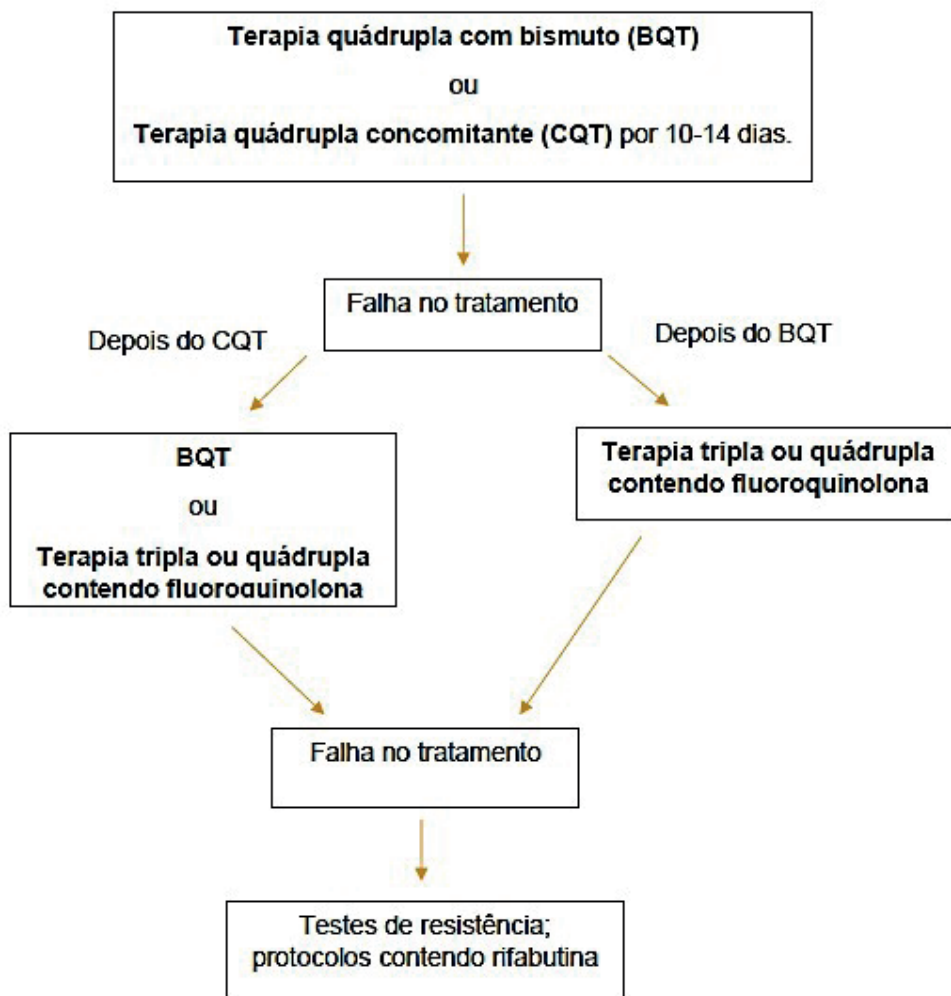 Terapia quádrupla com bismuto (BQT)
ou
Terapia quádrupla concomitante (CQT) por 10-14 dias.
Falha no tratamento
Depois do CQT
Depois do BQT
BQT
ou
Terapia tripla ou quádrupla
contendo fluoroquinolona
Terapia tripla ou quádrupla
contendo fluoroquinolona
Falha no tratamento
Testes de resistência;
protocolos contendo rifabutina